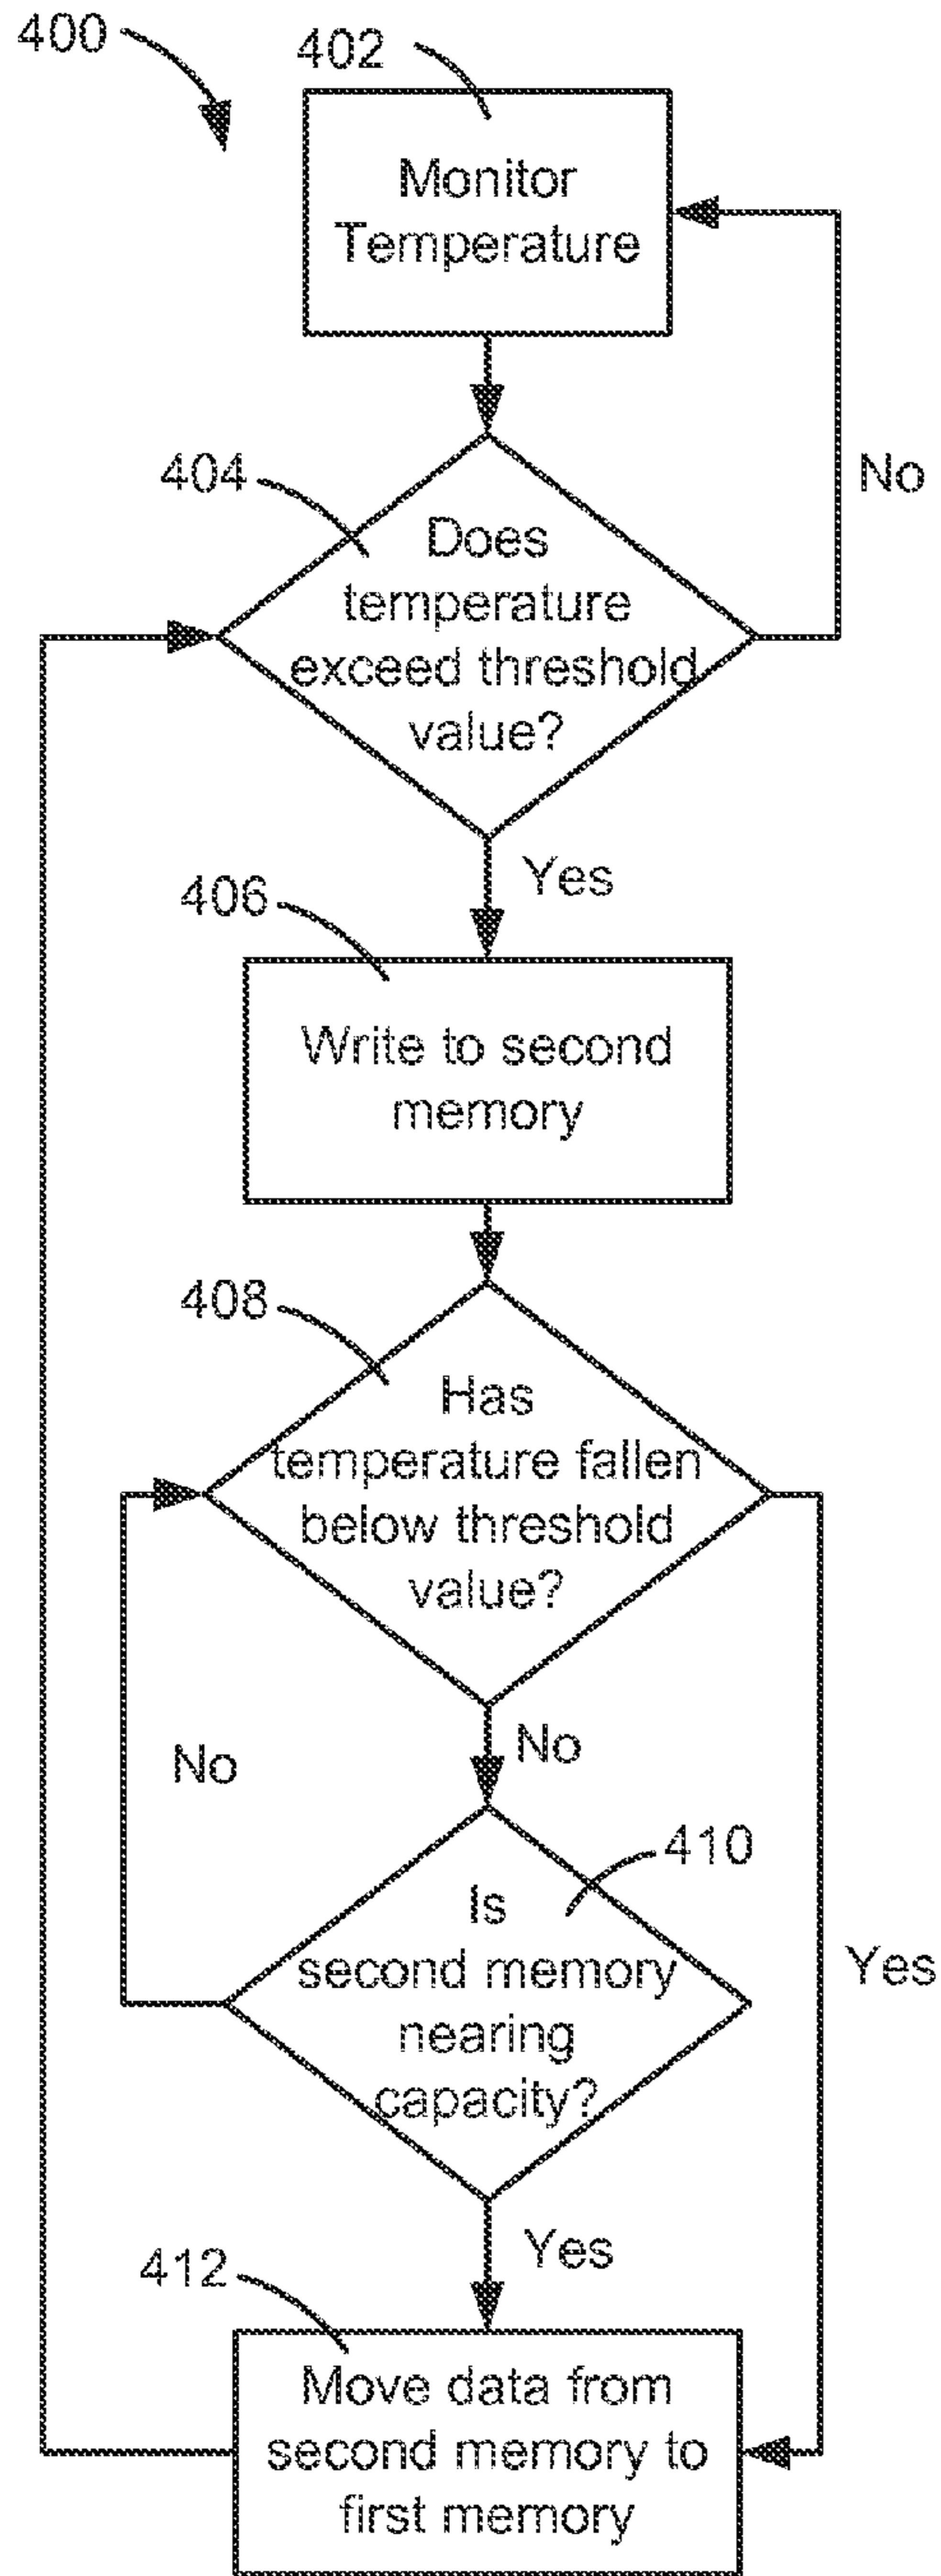 400
402
Monitor
Temperature
404
Does
temperature
exceed threshold
value?
No
Yes
406
Write to second
memory
408
Has
temperature fallen
below threshold
value?
No
No
410
Is
second memory
nearing
capacity?
Yes
Yes
412
Move data from
second memory to
first memory